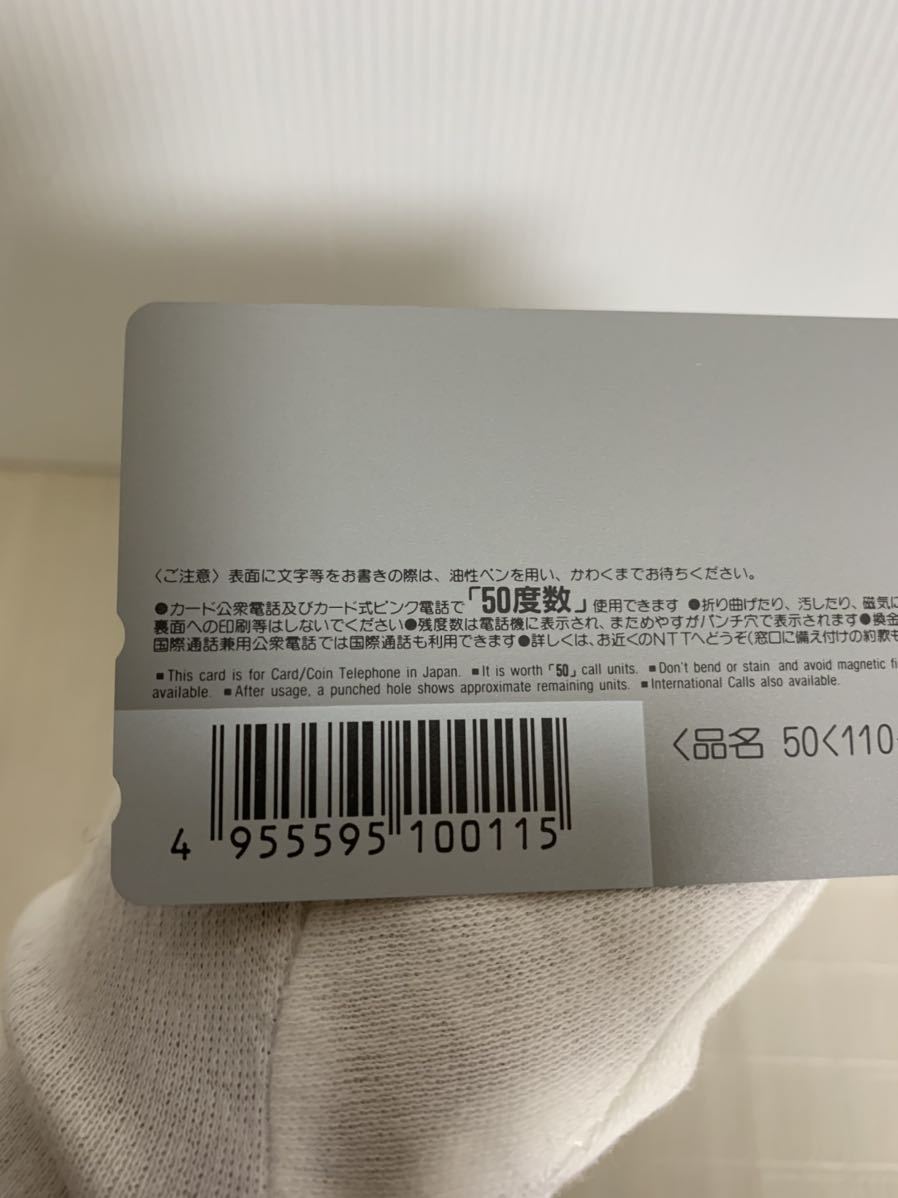 〈ご注意〉表面に文字等をお書きの際は、油性ペンを用い、かわくまでお待ちください。
●カード公衆電話及びカード式ピンク電話で「50度数」使用できます ●折り曲げたり、汚したり、磁気に
裏面への印刷等はしないでください●残度数は電話機に表示され、まためやすがパンチ穴で表示されます●換金
国際通話兼用公衆電話では国際通話も利用できます●詳しくは、お近くのNTTへどうぞ(窓口に備え付けの約款も
■This card is for Card/Coin Telephone in Japan. ■It is worth「50」call units. ■Don't bend or stain and avoid magnetic fi
available. ■After usage, a punched hole shows approximate remaining units. ■International Calls also available.
〈品名 50〈110
4 955595 100115